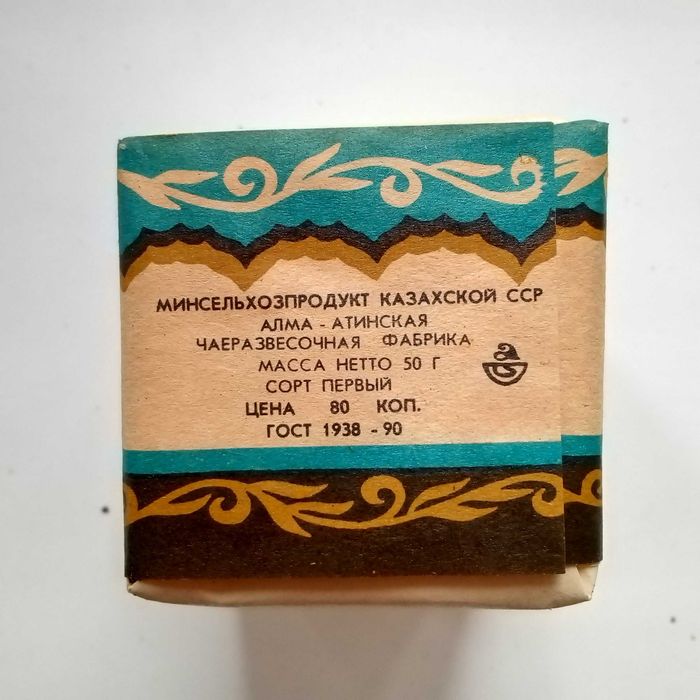 МИНСЕЛЬХОЗПРОДУКТ КАЗАХСКОЙ ССР
АЛМА - АТИНСКАЯ
ЧАЕРАЗВЕСОЧНАЯ ФАБРИКА
МАССА НЕТТО 50 Г
СОРТ ПЕРВЫЙ
ЦЕНА 80 КОП.
ГОСТ 1938 - 90